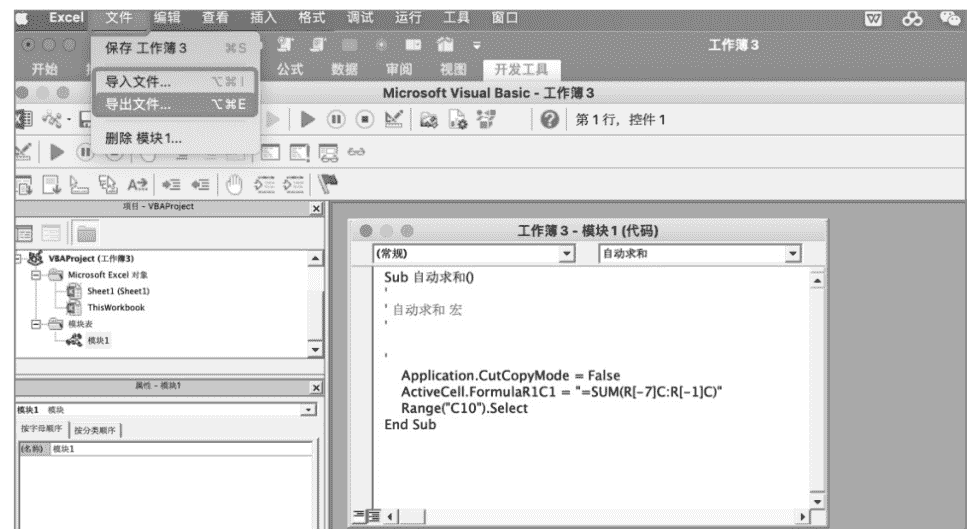 Excel 文件 编辑 查看 插入 格式 调试 运行 工具 窗口
保存 工作簿3 ⌘S
工作簿3
开始 公式 数据 审阅 视图 开发工具
导入文件... ⌥⌘I
导出文件... ⌥⌘E
删除 模块1...
Microsoft Visual Basic - 工作簿3
第1行，控件1
项目 - VBAProject
VBAProject (工作簿3)
Microsoft Excel 对象
Sheet1 (Sheet1)
ThisWorkbook
模块表
模块1
属性 - 模块1
模块1 模块
按字母顺序 按分类顺序
(名称) 模块1
工作簿3 - 模块1 (代码)
(常规) 自动求和
Sub 自动求和()
'
' 自动求和 宏
'
'
Application.CutCopyMode = False
ActiveCell.FormulaR1C1 = "=SUM(R[-7]C:R[-1]C)"
Range("C10").Select
End Sub